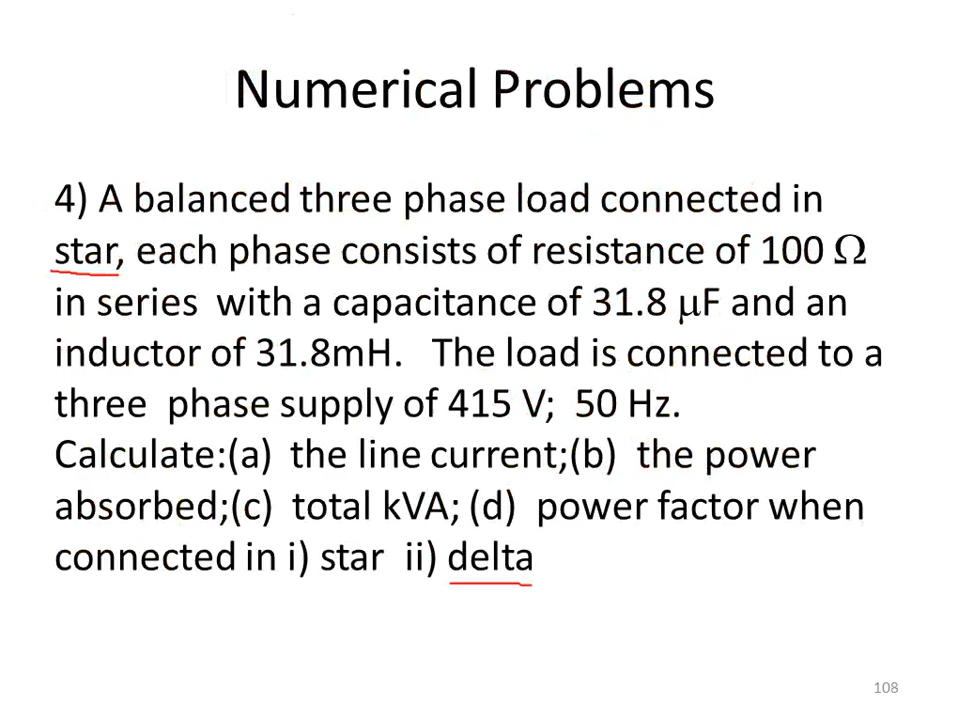 Numerical Problems
4) A balanced three phase load connected in
star, each phase consists of resistance of 100 Ω
in series with a capacitance of 31.8 μF and an
inductor of 31.8mH. The load is connected to a
three phase supply of 415 V; 50 Hz.
Calculate:(a) the line current;(b) the power
absorbed;(c) total kVA; (d) power factor when
connected in i) star ii) delta
108